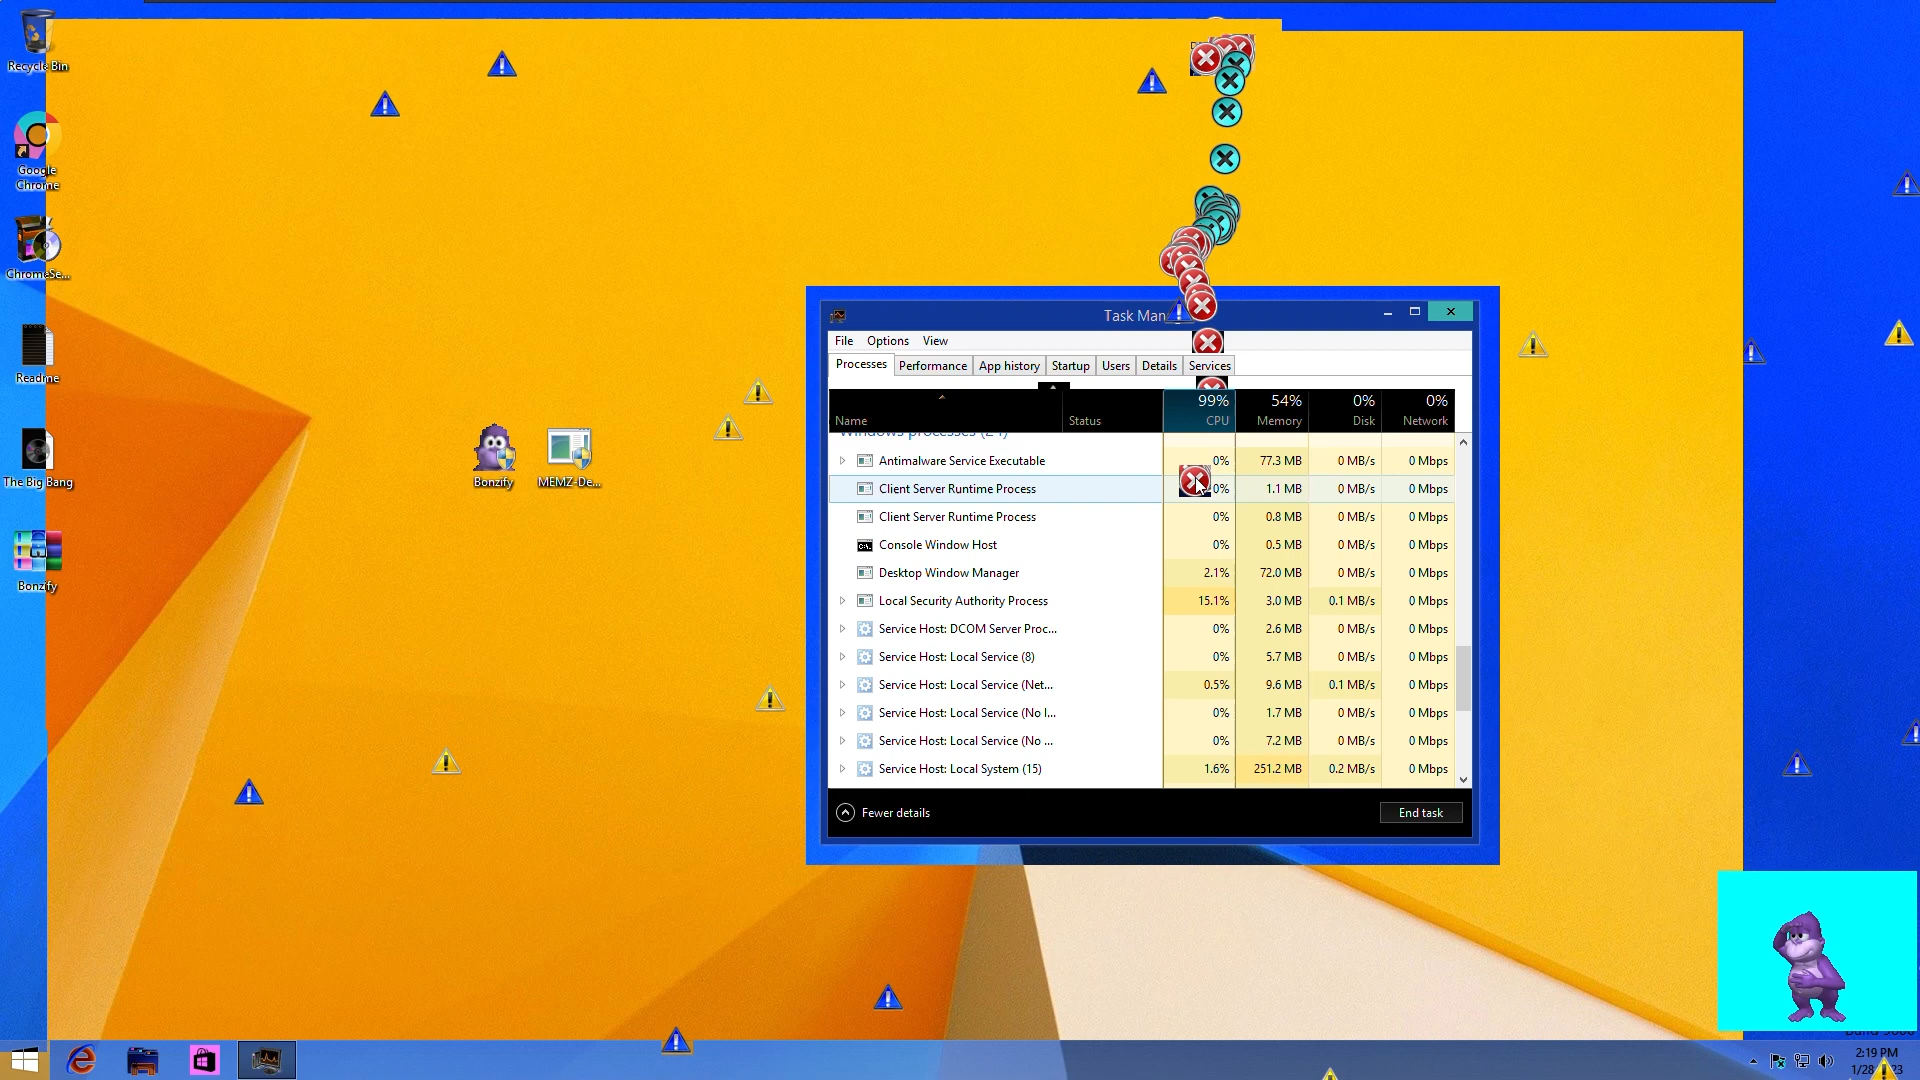 Recycle Bin
Google
Chrome
ChromeSe...
Readme
The Big Bang
Bonzify
Bonzify
MEMZ-De...
Task Man
File Options View
Processes Performance App history Startup Users Details Services
99% 54% 0% 0%
Name Status CPU Memory Disk Network
Windows processes (24)
Antimalware Service Executable 0% 77.3 MB 0 MB/s 0 Mbps
Client Server Runtime Process 0% 1.1 MB 0 MB/s 0 Mbps
Client Server Runtime Process 0% 0.8 MB 0 MB/s 0 Mbps
Console Window Host 0% 0.5 MB 0 MB/s 0 Mbps
Desktop Window Manager 2.1% 72.0 MB 0 MB/s 0 Mbps
Local Security Authority Process 15.1% 3.0 MB 0.1 MB/s 0 Mbps
Service Host: DCOM Server Proc... 0% 2.6 MB 0 MB/s 0 Mbps
Service Host: Local Service (8) 0% 5.7 MB 0 MB/s 0 Mbps
Service Host: Local Service (Net... 0.5% 9.6 MB 0.1 MB/s 0 Mbps
Service Host: Local Service (No I... 0% 1.7 MB 0 MB/s 0 Mbps
Service Host: Local Service (No ... 0% 7.2 MB 0 MB/s 0 Mbps
Service Host: Local System (15) 1.6% 251.2 MB 0.2 MB/s 0 Mbps
Fewer details End task
2:19 PM